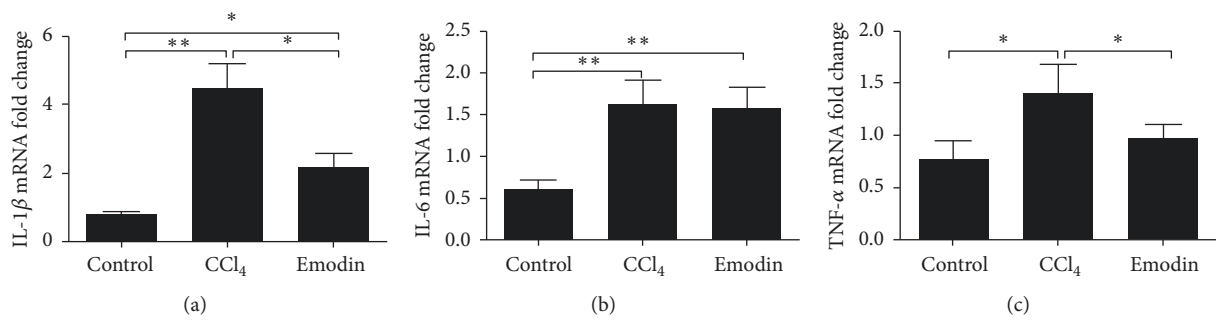 IL-1β mRNA fold change
6
4
2
0
**
*
*
Control
CCl4
Emodin
(a)
IL-6 mRNA fold change
2.5
2.0
1.5
1.0
0.5
0.0
**
**
Control
CCl4
Emodin
(b)
TNF-α mRNA fold change
2.0
1.5
1.0
0.5
0.0
*
*
Control
CCl4
Emodin
(c)